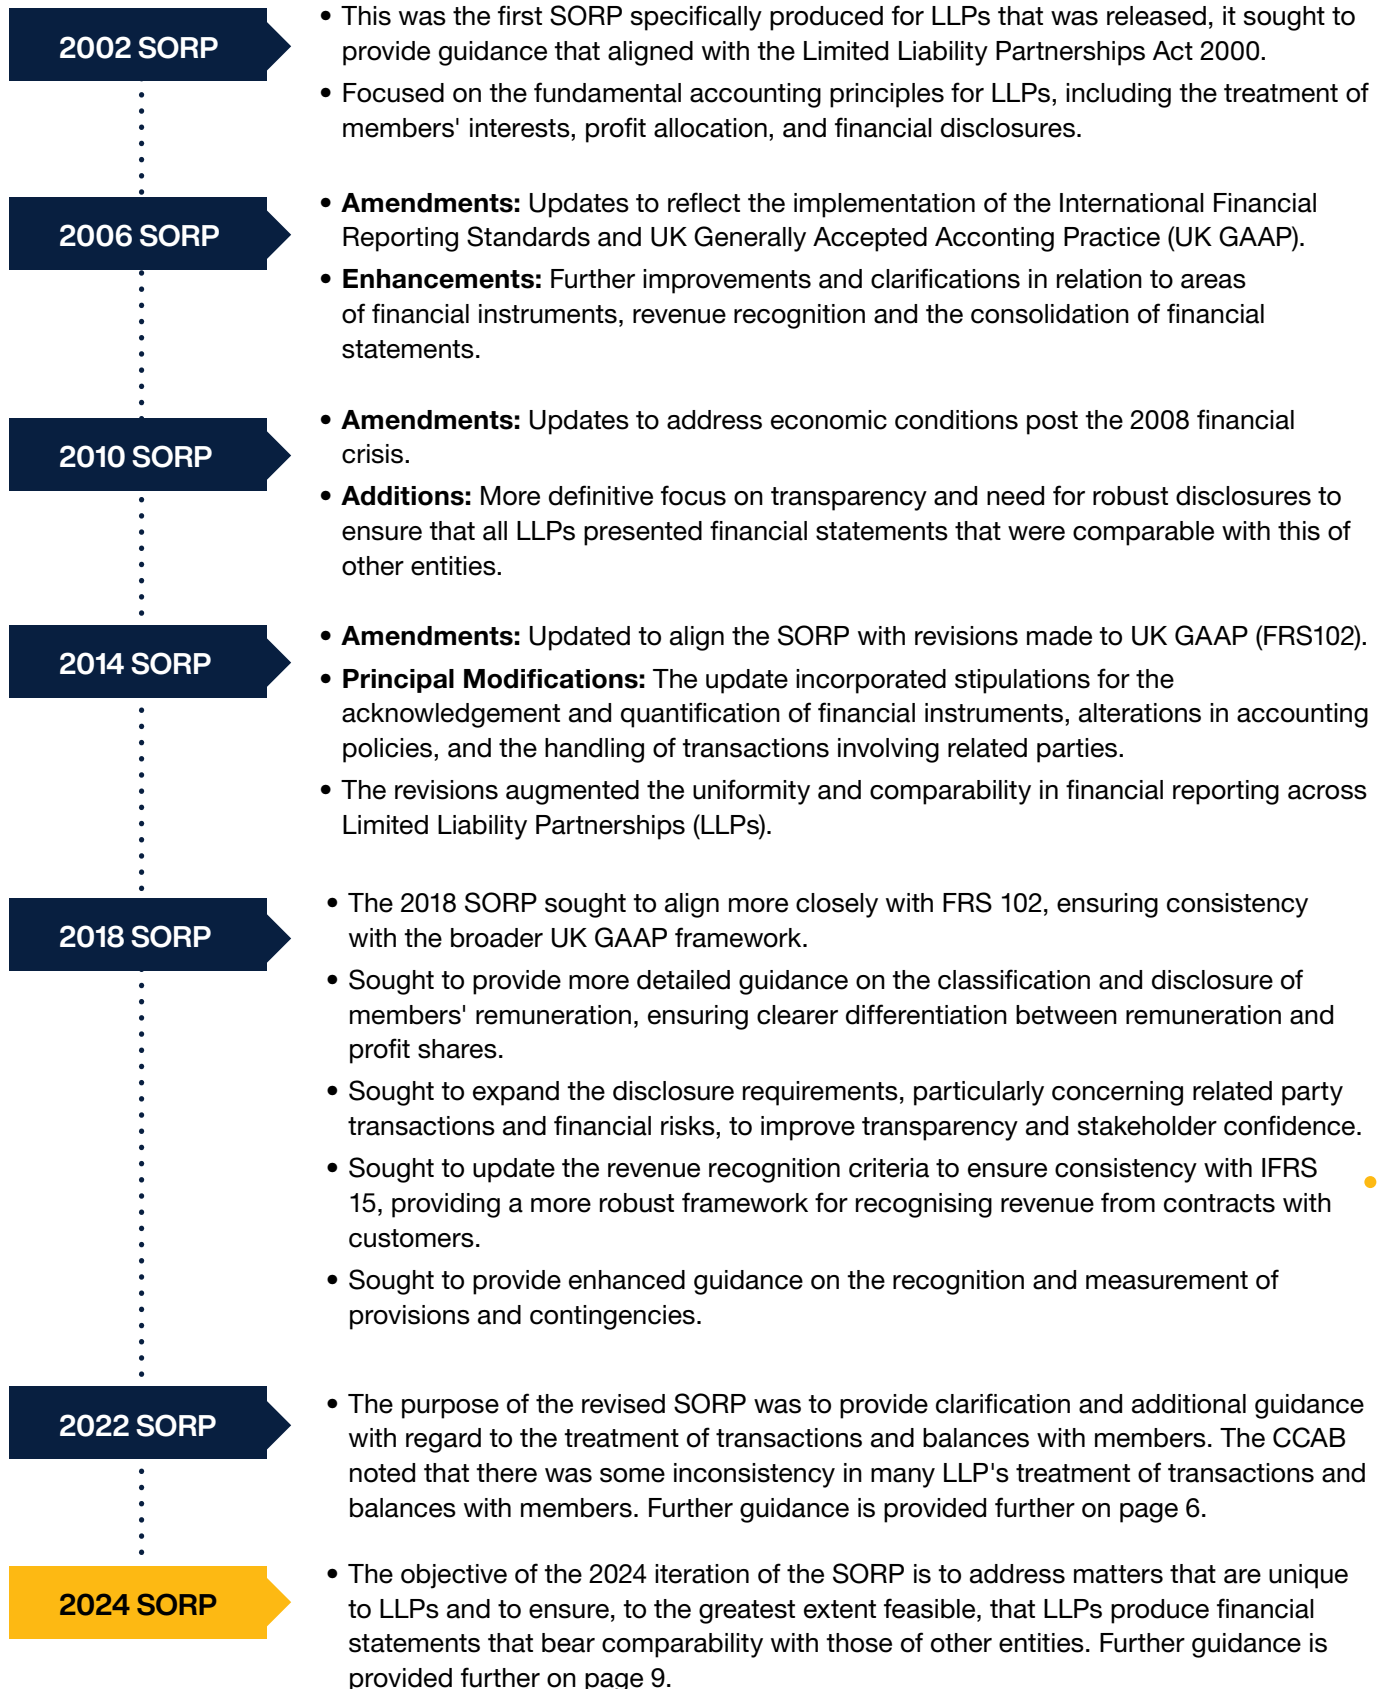 2002 SORP
• This was the first SORP specifically produced for LLPs that was released, it sought to
provide guidance that aligned with the Limited Liability Partnerships Act 2000.
• Focused on the fundamental accounting principles for LLPs, including the treatment of
members' interests, profit allocation, and financial disclosures.
2006 SORP
• Amendments: Updates to reflect the implementation of the International Financial
Reporting Standards and UK Generally Accepted Acconting Practice (UK GAAP).
• Enhancements: Further improvements and clarifications in relation to areas
of financial instruments, revenue recognition and the consolidation of financial
statements.
2010 SORP
• Amendments: Updates to address economic conditions post the 2008 financial
crisis.
• Additions: More definitive focus on transparency and need for robust disclosures to
ensure that all LLPs presented financial statements that were comparable with this of
other entities.
2014 SORP
• Amendments: Updated to align the SORP with revisions made to UK GAAP (FRS102).
• Principal Modifications: The update incorporated stipulations for the
acknowledgement and quantification of financial instruments, alterations in accounting
policies, and the handling of transactions involving related parties.
• The revisions augmented the uniformity and comparability in financial reporting across
Limited Liability Partnerships (LLPs).
2018 SORP
• The 2018 SORP sought to align more closely with FRS 102, ensuring consistency
with the broader UK GAAP framework.
• Sought to provide more detailed guidance on the classification and disclosure of
members' remuneration, ensuring clearer differentiation between remuneration and
profit shares.
• Sought to expand the disclosure requirements, particularly concerning related party
transactions and financial risks, to improve transparency and stakeholder confidence.
• Sought to update the revenue recognition criteria to ensure consistency with IFRS
15, providing a more robust framework for recognising revenue from contracts with
customers.
• Sought to provide enhanced guidance on the recognition and measurement of
provisions and contingencies.
2022 SORP
• The purpose of the revised SORP was to provide clarification and additional guidance
with regard to the treatment of transactions and balances with members. The CCAB
noted that there was some inconsistency in many LLP's treatment of transactions and
balances with members. Further guidance is provided further on page 6.
2024 SORP
• The objective of the 2024 iteration of the SORP is to address matters that are unique
to LLPs and to ensure, to the greatest extent feasible, that LLPs produce financial
statements that bear comparability with those of other entities. Further guidance is
provided further on page 9.